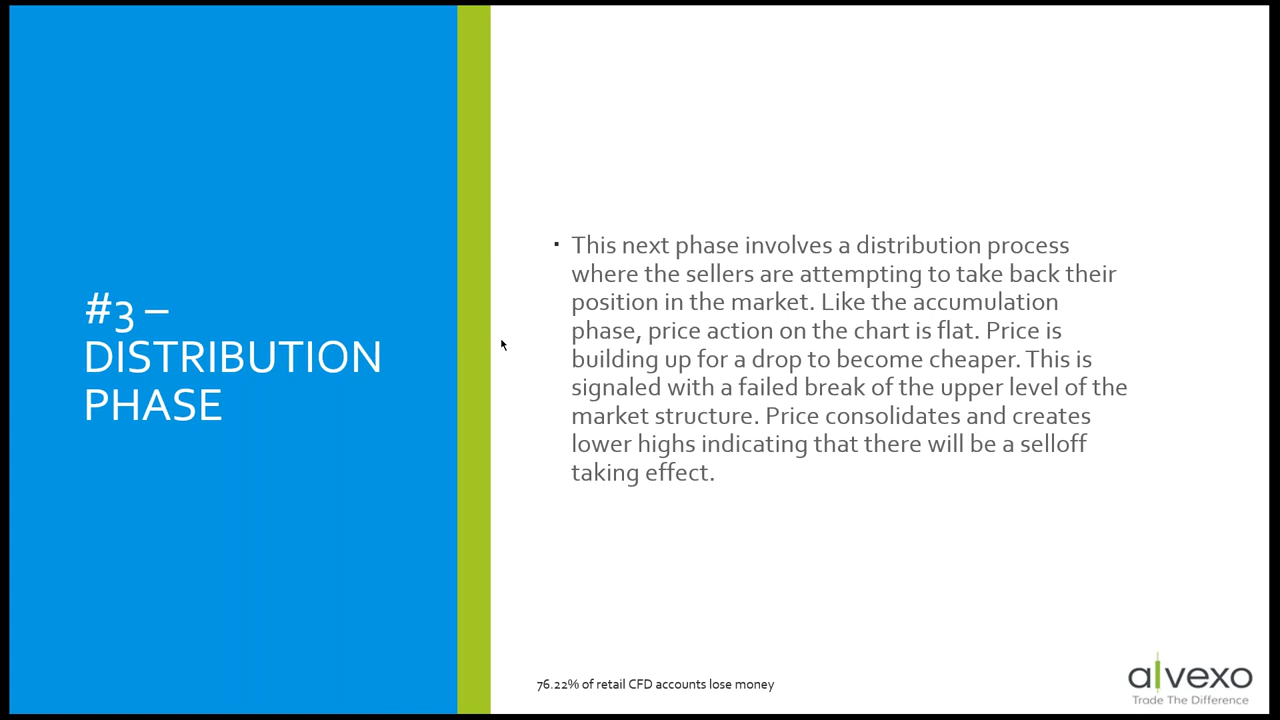 #3 –
DISTRIBUTION
PHASE
▪ This next phase involves a distribution process
where the sellers are attempting to take back their
position in the market. Like the accumulation
phase, price action on the chart is flat. Price is
building up for a drop to become cheaper. This is
signaled with a failed break of the upper level of the
market structure. Price consolidates and creates
lower highs indicating that there will be a selloff
taking effect.
76.22% of retail CFD accounts lose money
alvexo
Trade The Difference